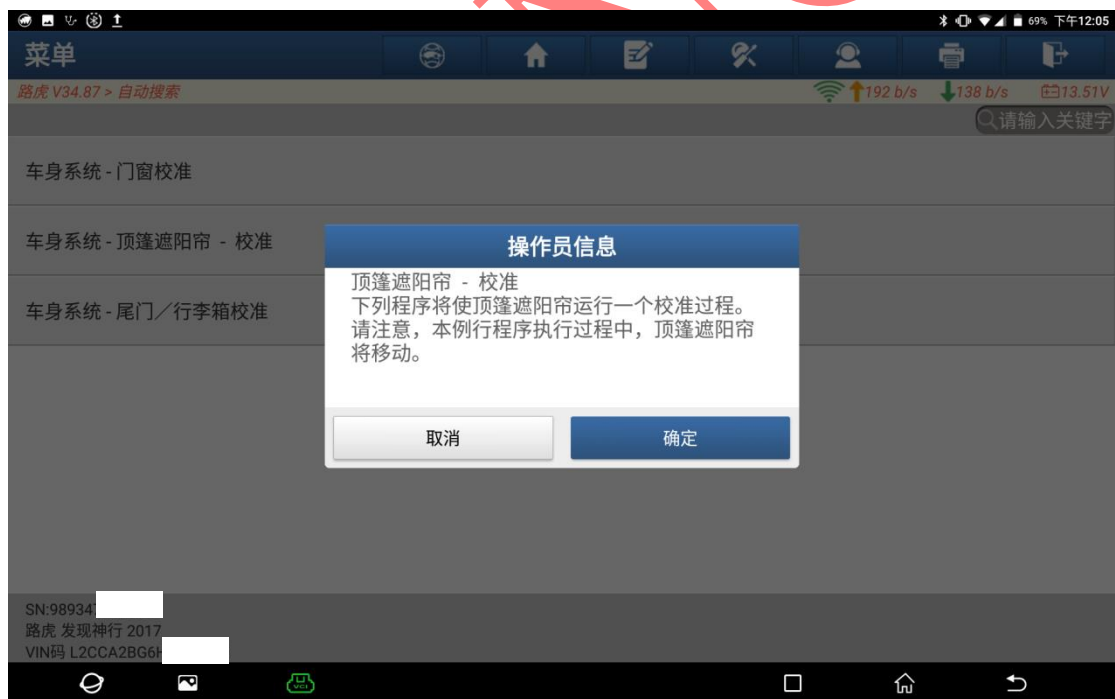 69% 下午12:05
菜单
路虎 V34.87 > 自动搜索
192 b/s 138 b/s 13.51V
请输入关键字
车身系统 - 门窗校准
车身系统 - 顶篷遮阳帘 - 校准
车身系统 - 尾门／行李箱校准
操作员信息
顶篷遮阳帘 - 校准
下列程序将使顶篷遮阳帘运行一个校准过程。
请注意，本例行程序执行过程中，顶篷遮阳帘
将移动。
取消
确定
SN:98934
路虎 发现神行 2017
VIN码 L2CCA2BG6H
VCI